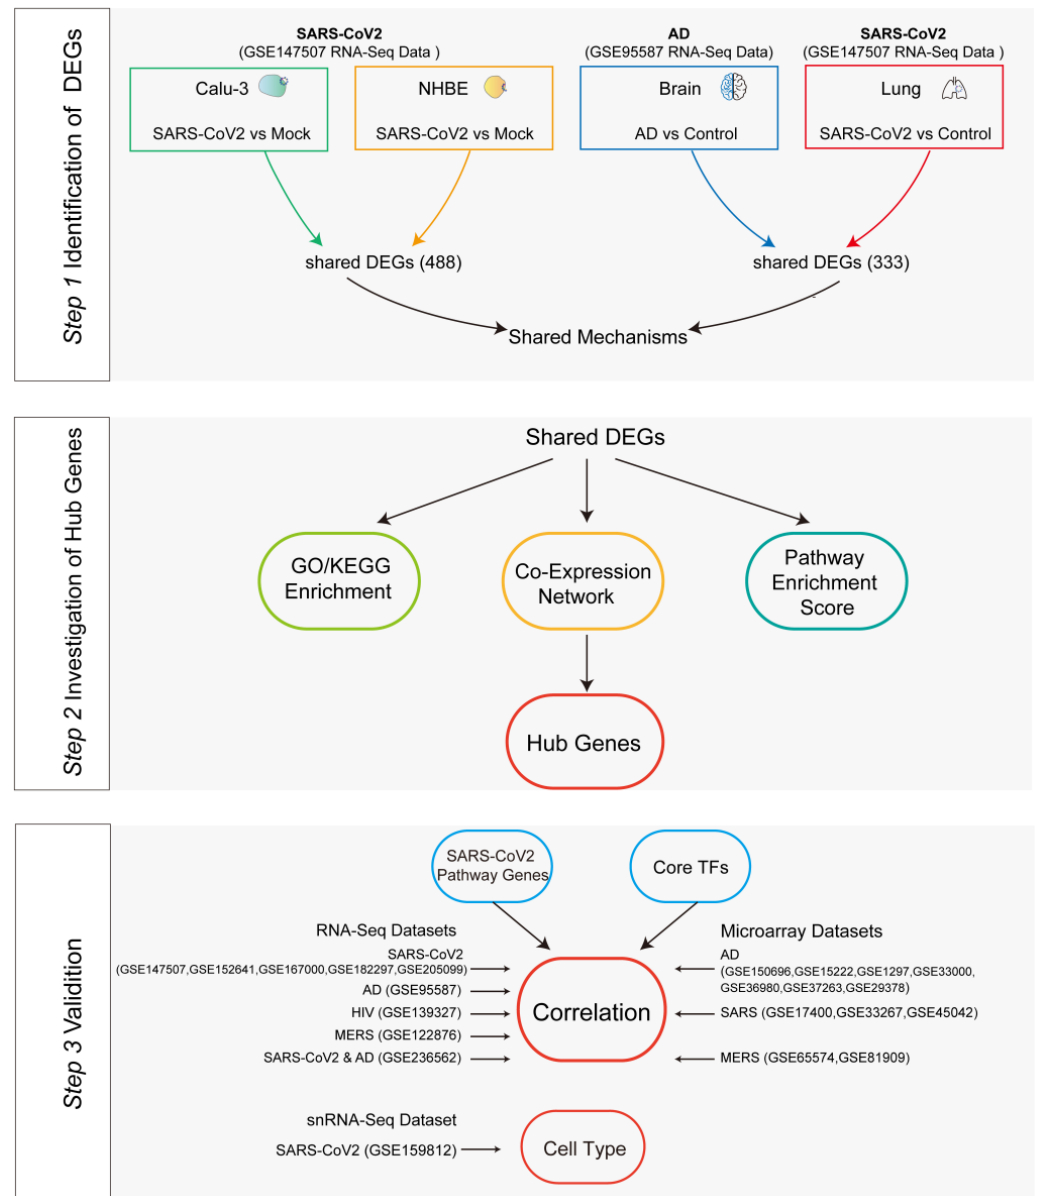 Step 1 Identification of DEGs
SARS-CoV2
(GSE147507 RNA-Seq Data )
AD
(GSE95587 RNA-Seq Data)
SARS-CoV2
(GSE147507 RNA-Seq Data )
Calu-3
SARS-CoV2 vs Mock
NHBE
SARS-CoV2 vs Mock
Brain
AD vs Control
Lung
SARS-CoV2 vs Control
shared DEGs (488)
shared DEGs (333)
Shared Mechanisms
Step 2 Investigation of Hub Genes
Shared DEGs
GO/KEGG
Enrichment
Co-Expression
Network
Pathway
Enrichment
Score
Hub Genes
Step 3 Validition
SARS-CoV2
Pathway Genes
Core TFs
RNA-Seq Datasets
SARS-CoV2
(GSE147507,GSE152641,GSE167000,GSE182297,GSE205099)
AD (GSE95587)
HIV (GSE139327)
MERS (GSE122876)
SARS-CoV2 & AD (GSE236562)
Correlation
Microarray Datasets
AD
(GSE150696,GSE15222,GSE1297,GSE33000,
GSE36980,GSE37263,GSE29378)
SARS (GSE17400,GSE33267,GSE45042)
MERS (GSE65574,GSE81909)
snRNA-Seq Dataset
SARS-CoV2 (GSE159812)
Cell Type